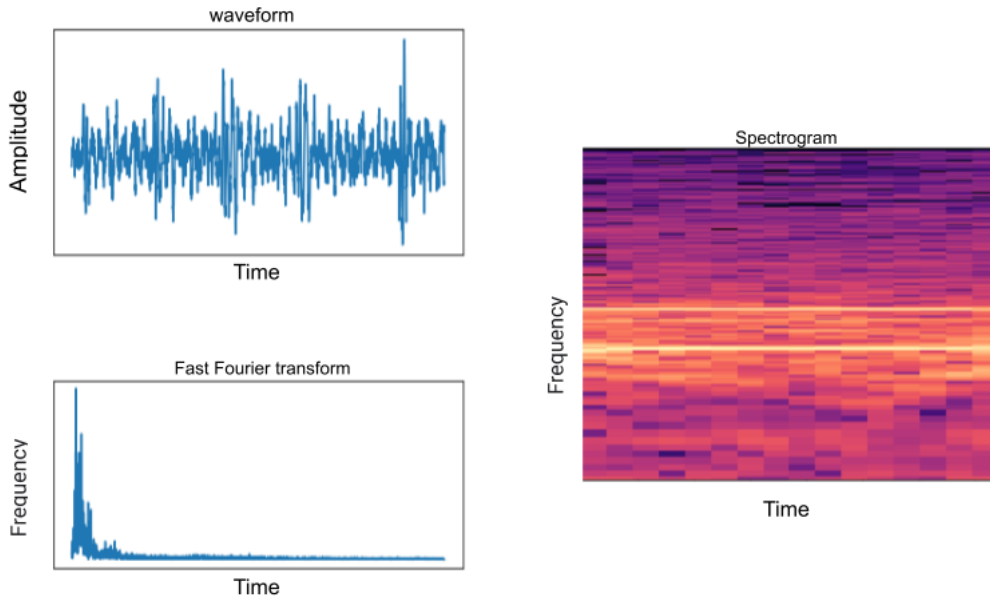 waveform
Amplitude
Time
Fast Fourier transform
Frequency
Time
Spectrogram
Frequency
Time